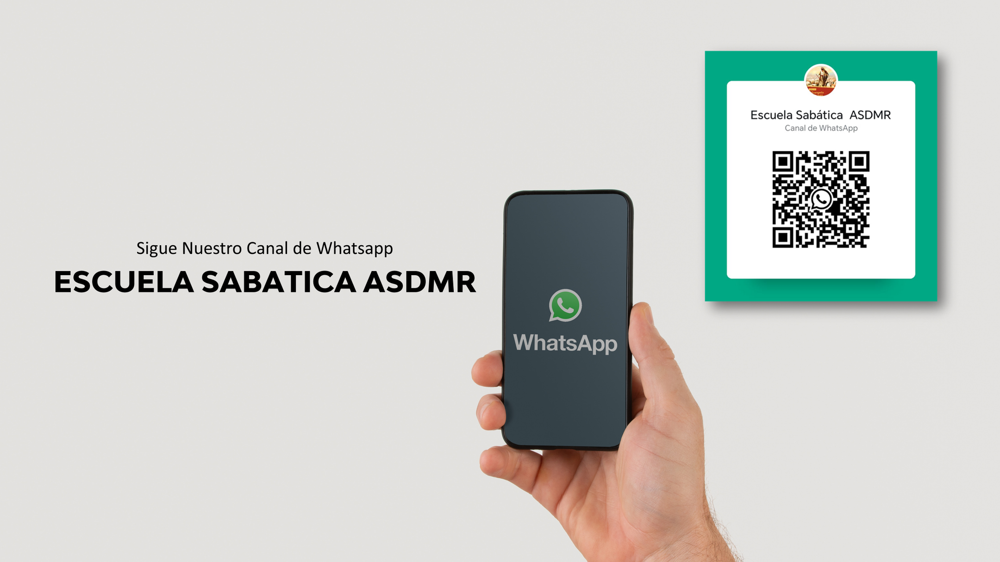 Sigue Nuestro Canal de Whatsapp
ESCUELA SABATICA ASDMR
WhatsApp
Escuela Sabática ASDMR
Canal de WhatsApp